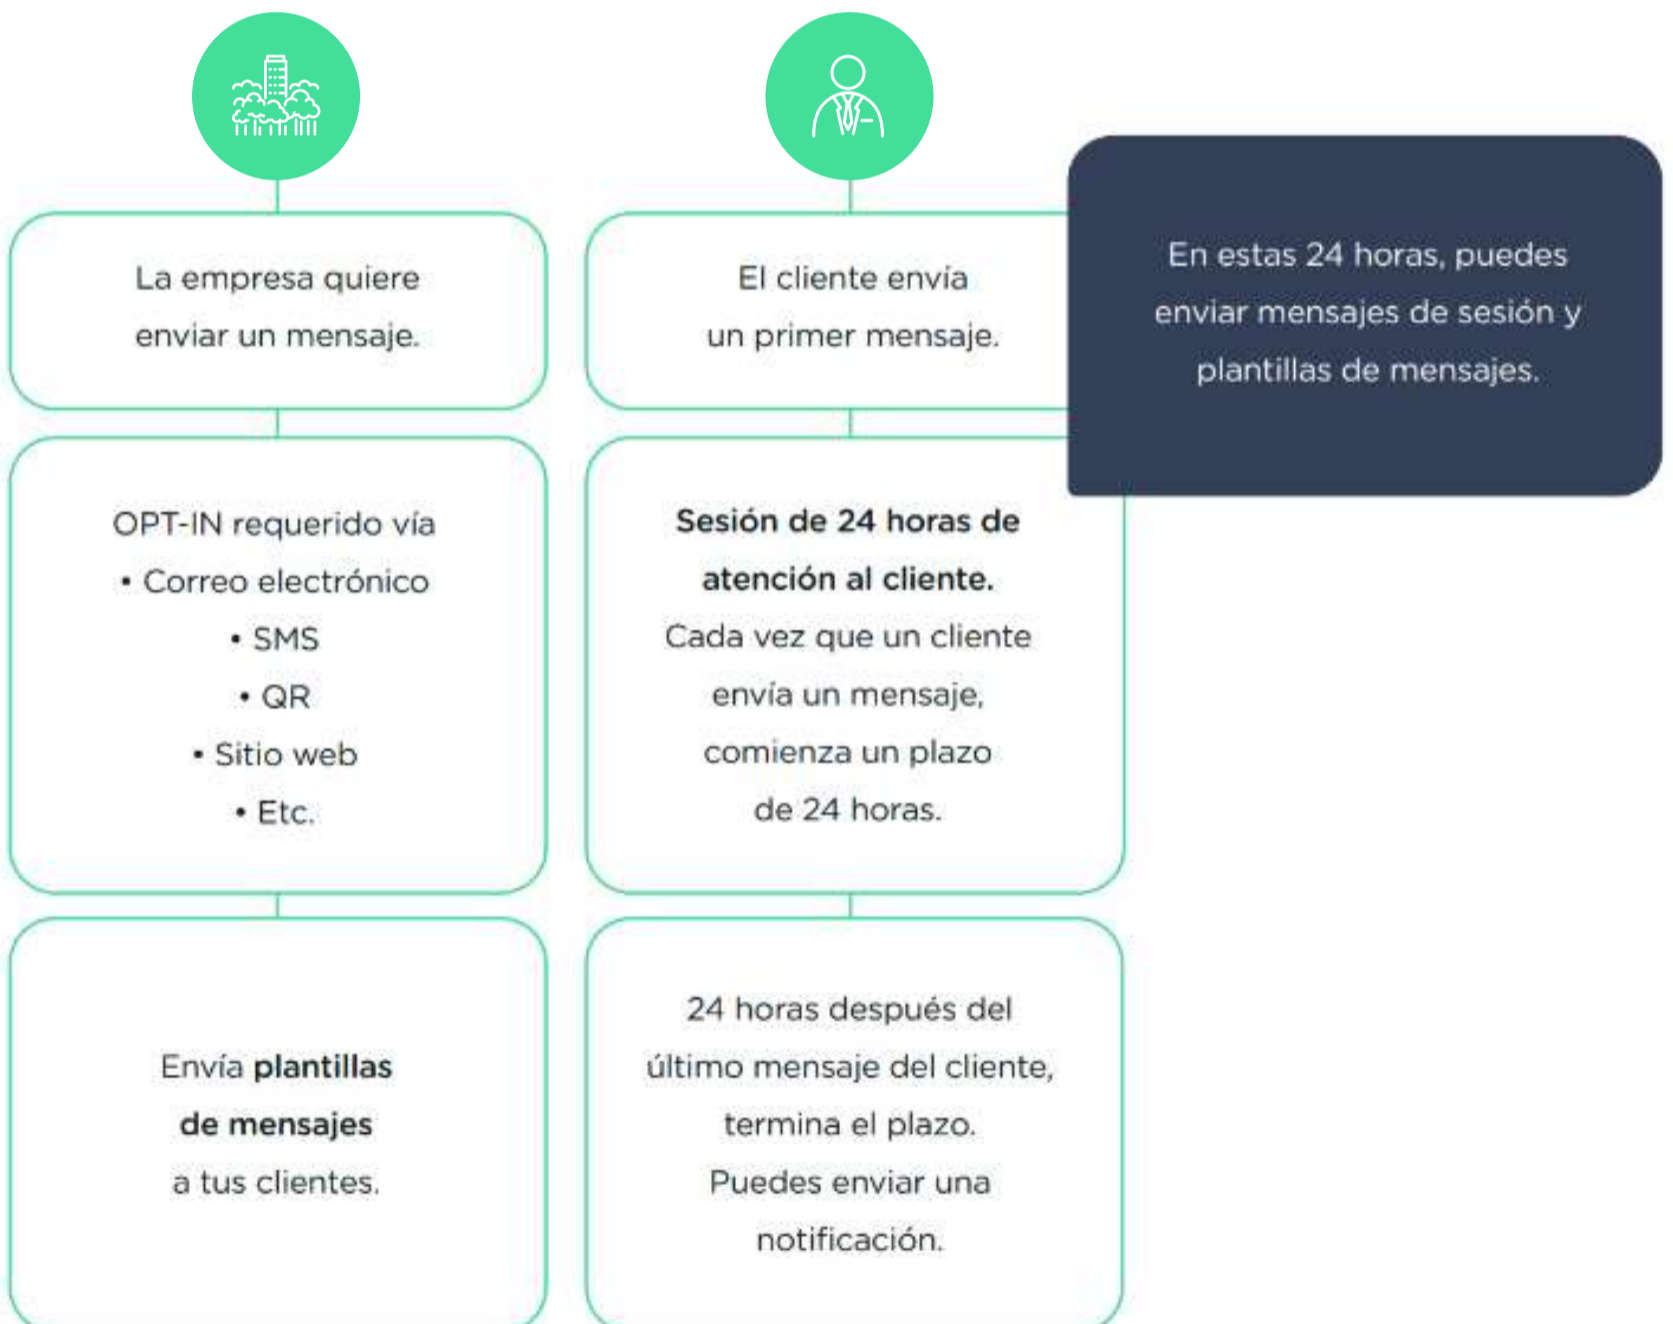 La empresa quiere
enviar un mensaje.
OPT-IN requerido vía
• Correo electrónico
• SMS
• QR
• Sitio web
• Etc.
Envía plantillas
de mensajes
a tus clientes.
El cliente envía
un primer mensaje.
Sesión de 24 horas de
atención al cliente.
Cada vez que un cliente
envía un mensaje,
comienza un plazo
de 24 horas.
24 horas después del
último mensaje del cliente,
termina el plazo.
Puedes enviar una
notificación.
En estas 24 horas, puedes
enviar mensajes de sesión y
plantillas de mensajes.